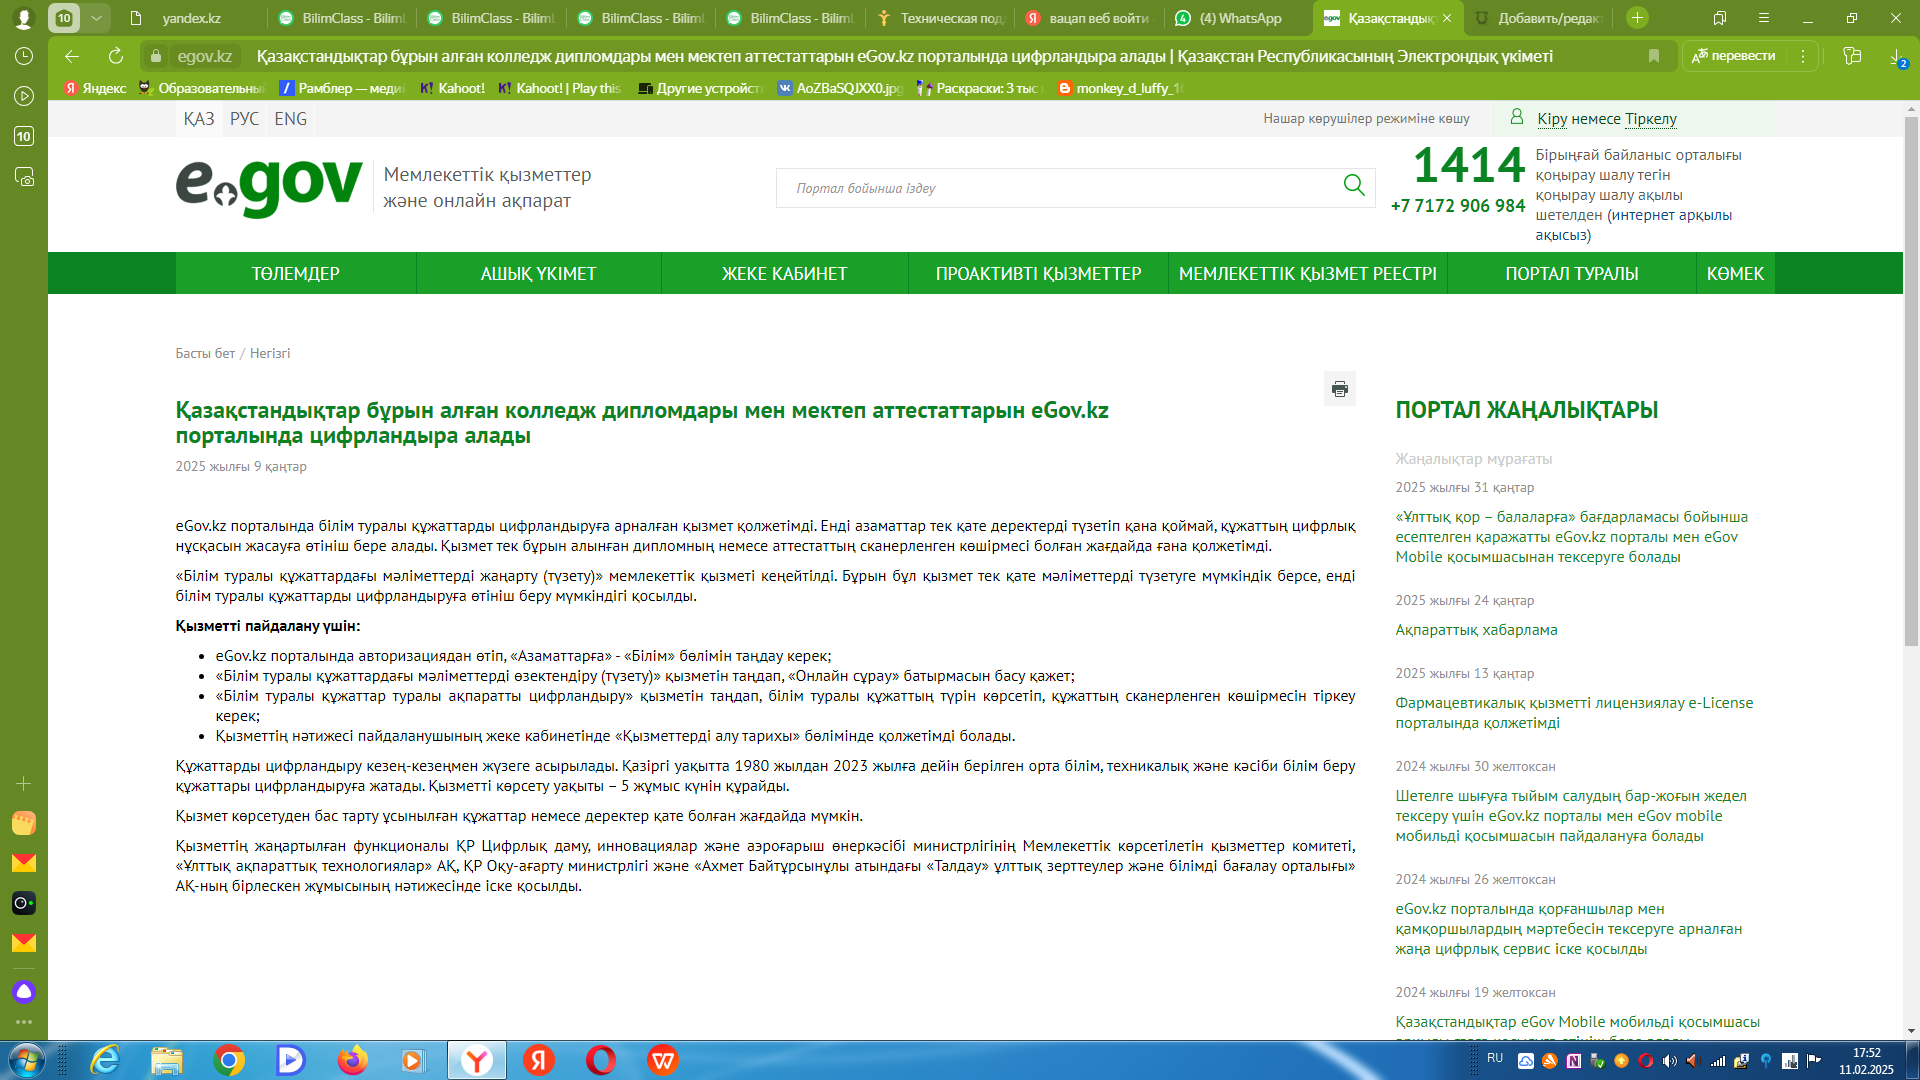 10
yandex.kz
BilimClass - Bilim
BilimClass - Bilim
BilimClass - Bilim
BilimClass - Bilim
Техническая под
вацап веб войти
(4) WhatsApp
Қазақстандық
Добавить/редак
egov.kz
Қазақстандықтар бұрын алған колледж дипломдары мен мектеп аттестаттарын eGov.kz порталында цифрландыра алады | Қазақстан Республикасының Электрондық үкіметі
перевести
2
Яндекс
Образовательны
Рамблер — меди
Kahoot!
Kahoot! | Play this
Другие устройст
AoZBaSQJXX0.jpg
Раскраски: 3 тыс
monkey_d_luffy_1
10
ҚАЗ
РУС
ENG
Нашар көрушілер режиміне көшу
Кіру немесе Тіркелу
e.gov
Мемлекеттік қызметтер
және онлайн ақпарат
Портал бойынша іздеу
1414
+7 7172 906 984
Бірыңғай байланыс орталығы
қоңырау шалу тегін
қоңырау шалу ақылы
шетелден (интернет арқылы
ақысыз)
ТӨЛЕМДЕР
АШЫҚ ҮКІМЕТ
ЖЕКЕ КАБИНЕТ
ПРОАКТИВТІ ҚЫЗМЕТТЕР
МЕМЛЕКЕТТІК ҚЫЗМЕТ РЕЕСТРІ
ПОРТАЛ ТУРАЛЫ
КӨМЕК
Басты бет / Негізгі
Қазақстандықтар бұрын алған колледж дипломдары мен мектеп аттестаттарын eGov.kz
порталында цифрландыра алады
2025 жылғы 9 қаңтар
eGov.kz порталында білім туралы құжаттарды цифрландыруға арналған қызмет қолжетімді. Енді азаматтар тек қате деректерді түзетіп қана қоймай, құжаттың цифрлық
нұсқасын жасауға өтініш бере алады. Қызмет тек бұрын алынған дипломның немесе аттестаттың сканерленген көшірмесі болған жағдайда ғана қолжетімді.
«Білім туралы құжаттардағы мәліметтерді жаңарту (түзету)» мемлекеттік қызметі кеңейтілді. Бұрын бұл қызмет тек қате мәліметтерді түзетуге мүмкіндік берсе, енді
білім туралы құжаттарды цифрландыруға өтініш беру мүмкіндігі қосылды.
Қызметті пайдалану үшін:
• eGov.kz порталында авторизациядан өтіп, «Азаматтарға» - «Білім» бөлімін таңдау керек;
• «Білім туралы құжаттардағы мәліметтерді өзектендіру (түзету)» қызметін таңдап, «Онлайн сұрау» батырмасын басу қажет;
• «Білім туралы құжаттар туралы ақпаратты цифрландыру» қызметін таңдап, білім туралы құжаттың түрін көрсетіп, құжаттың сканерленген көшірмесін тіркеу
керек;
• Қызметтің нәтижесі пайдаланушының жеке кабинетінде «Қызметтерді алу тарихы» бөлімінде қолжетімді болады.
Құжаттарды цифрландыру кезең-кезеңмен жүзеге асырылады. Қазіргі уақытта 1980 жылдан 2023 жылға дейін берілген орта білім, техникалық және кәсіби білім беру
құжаттары цифрландыруға жатады. Қызметті көрсету уақыты – 5 жұмыс күнін құрайды.
Қызмет көрсетуден бас тарту ұсынылған құжаттар немесе деректер қате болған жағдайда мүмкін.
Қызметтің жаңартылған функционалы ҚР Цифрлық даму, инновациялар және аэроғарыш өнеркәсібі министрлігінің Мемлекеттік көрсетілетін қызметтер комитеті,
«Ұлттық ақпараттық технологиялар» АҚ, ҚР Оқу-ағарту министрлігі және «Ахмет Байтұрсынұлы атындағы «Талдау» ұлттық зерттеулер және білімді бағалау орталығы»
АҚ-ның бірлескен жұмысының нәтижесінде іске қосылды.
ПОРТАЛ ЖАҢАЛЫҚТАРЫ
Жаңалықтар мұрағаты
2025 жылғы 31 қаңтар
«Ұлттық қор – балаларға» бағдарламасы бойынша
есептелген қаражатты eGov.kz порталы мен eGov
Mobile қосымшасынан тексеруге болады
2025 жылғы 24 қаңтар
Ақпараттық хабарлама
2025 жылғы 13 қаңтар
Фармацевтикалық қызметті лицензиялау e-License
порталында қолжетімді
2024 жылғы 30 желтоқсан
Шетелге шығуға тыйым салудың бар-жоғын жедел
тексеру үшін eGov.kz порталы мен eGov mobile
мобильді қосымшасын пайдалануға болады
2024 жылғы 26 желтоқсан
eGov.kz порталында қорғаншылар мен
қамқоршылардың мәртебесін тексеруге арналған
жаңа цифрлық сервис іске қосылды
2024 жылғы 19 желтоқсан
Қазақстандықтар eGov Mobile мобильді қосымшасы
RU
17:52
11.02.2025